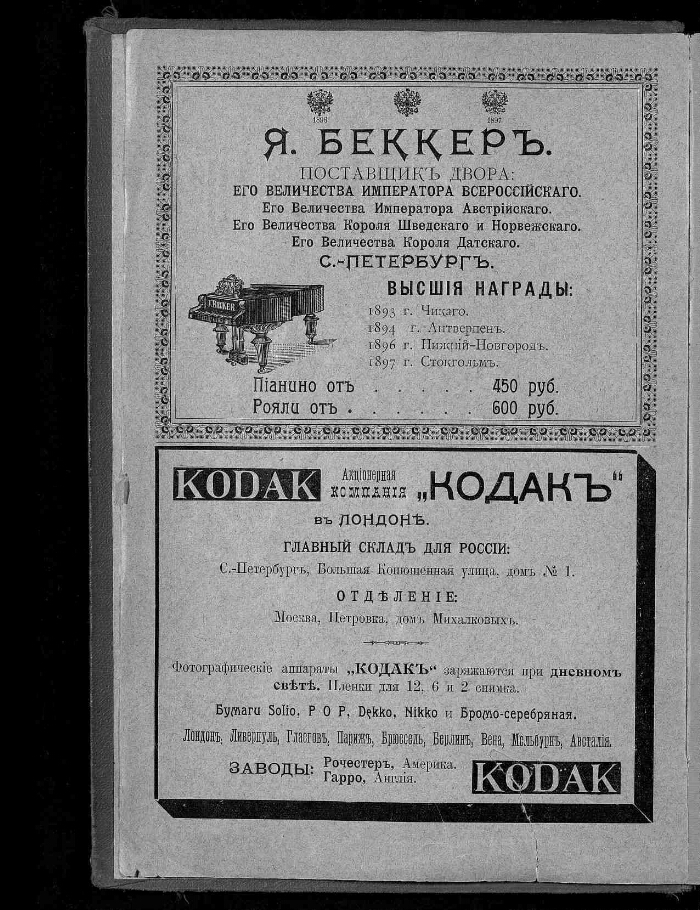 1896 1897
Я. БЕККЕРЪ.
ПОСТАВЩИКЪ ДВОРА:
ЕГО ВЕЛИЧЕСТВА ИМПЕРАТОРА ВСЕРОССІЙСКАГО.
Его Величества Императора Австрійскаго.
Его Величества Короля Шведскаго и Норвежскаго.
Его Величества Короля Датскаго.
С.-ПЕТЕРБУРГЪ.
ВЫСШІЯ НАГРАДЫ:
1893 г. Чикаго.
1894 г. Антверпенъ.
1896 г. Нижній-Новгородъ.
1897 г. Стокгольмъ.
Піанино отъ . . . . . 450 руб.
Рояли отъ . . . . . . 600 руб.
KODAK Акціонерная КОМПАНІЯ „КОДАКЪ“
въ ЛОНДОНѢ.
ГЛАВНЫЙ СКЛАДЪ ДЛЯ РОССІИ:
С.-Петербургъ, Большая Конюшенная улица, домъ № 1.
ОТДѢЛЕНІЕ:
Москва, Петровка, домъ Михалковыхъ.
Фотографическіе аппараты „КОДАКЪ“ заряжаются при дневномъ
свѣтѣ. Пленки для 12, 6 и 2 снимка.
Бумаги Solio, P O P, Dekko, Nikko и Бромо-серебряная.
Лондонъ, Ливерпуль, Гласговъ, Парижъ, Брюссель, Берлинъ, Вена, Мельбурнъ, Австалія.
ЗАВОДЫ: Рочестеръ, Америка.
Гарро, Англія.
KODAK